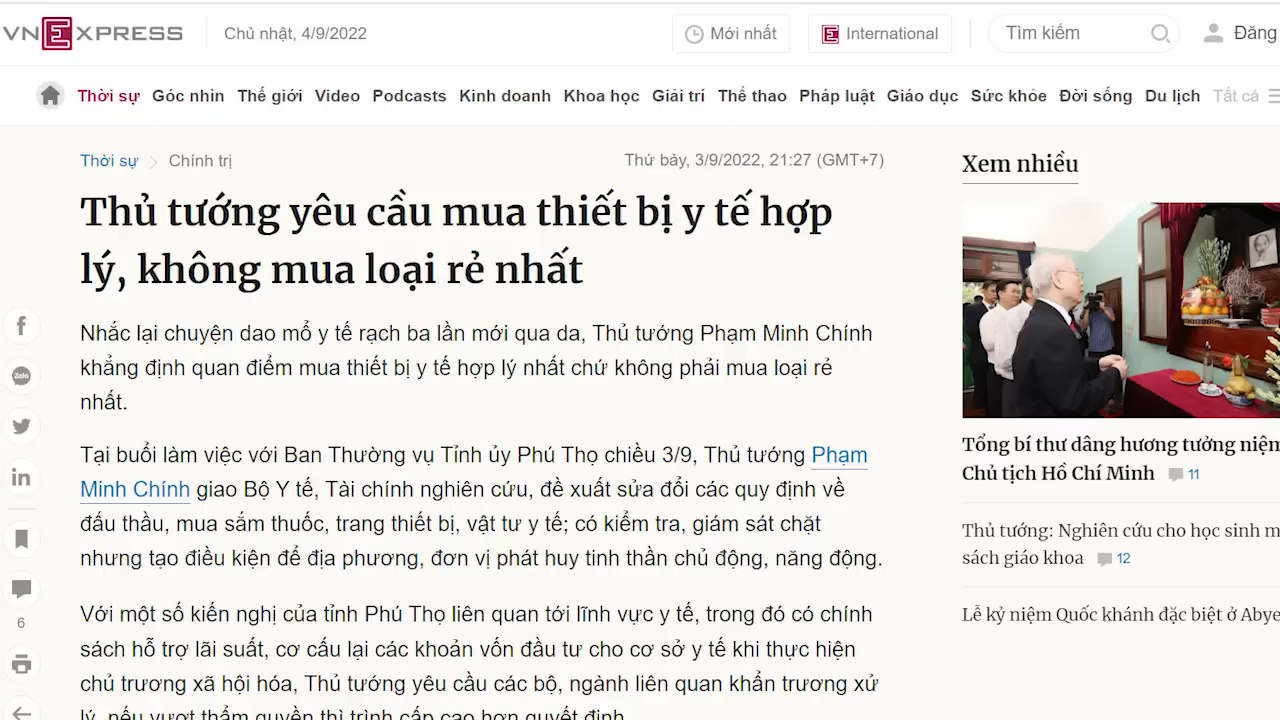 VNEXPRESS
Chủ nhật, 4/9/2022
Mới nhất
E International
Tìm kiếm
Đăng
Thời sự Góc nhìn Thế giới Video Podcasts Kinh doanh Khoa học Giải trí Thể thao Pháp luật Giáo dục Sức khỏe Đời sống Du lịch Tất cả
Thời sự > Chính trị
Thứ bảy, 3/9/2022, 21:27 (GMT+7)
Thủ tướng yêu cầu mua thiết bị y tế hợp
lý, không mua loại rẻ nhất
Nhắc lại chuyện dao mổ y tế rạch ba lần mới qua da, Thủ tướng Phạm Minh Chính
khẳng định quan điểm mua thiết bị y tế hợp lý nhất chứ không phải mua loại rẻ
nhất.
Tại buổi làm việc với Ban Thường vụ Tỉnh ủy Phú Thọ chiều 3/9, Thủ tướng Phạm
Minh Chính giao Bộ Y tế, Tài chính nghiên cứu, đề xuất sửa đổi các quy định về
đấu thầu, mua sắm thuốc, trang thiết bị, vật tư y tế; có kiểm tra, giám sát chặt
nhưng tạo điều kiện để địa phương, đơn vị phát huy tinh thần chủ động, năng động.
Với một số kiến nghị của tỉnh Phú Thọ liên quan tới lĩnh vực y tế, trong đó có chính
sách hỗ trợ lãi suất, cơ cấu lại các khoản vốn đầu tư cho cơ sở y tế khi thực hiện
chủ trương xã hội hóa, Thủ tướng yêu cầu các bộ, ngành liên quan khẩn trương xử
lý, nếu vượt thẩm quyền thì trình cấp cao hơn quyết định.
Zalo
6
Xem nhiều
Tổng bí thư dâng hương tưởng niệm
Chủ tịch Hồ Chí Minh 11
Thủ tướng: Nghiên cứu cho học sinh m
sách giáo khoa 12
Lễ kỷ niệm Quốc khánh đặc biệt ở Abye